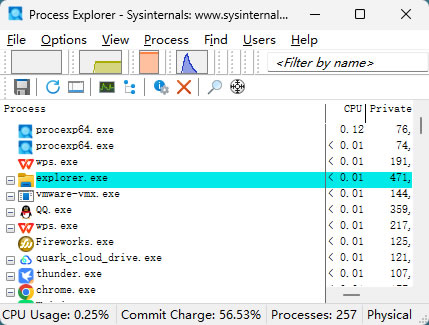 Process Explorer - Sysinternals: www.sysinternal...
File Options View Process Find Users Help
<Filter by name>
Process CPU Private
procexp64.exe 0.12 76,
procexp64.exe < 0.01 74,
wps.exe < 0.01 191,
explorer.exe < 0.01 471,
vmware-vmx.exe < 0.01 144,
QQ.exe < 0.01 359,
wps.exe < 0.01 217,
Fireworks.exe < 0.01 125,
quark_cloud_drive.exe < 0.01 121,
thunder.exe < 0.01 107,
chrome.exe < 0.01
CPU Usage: 0.25% Commit Charge: 56.53% Processes: 257 Physical